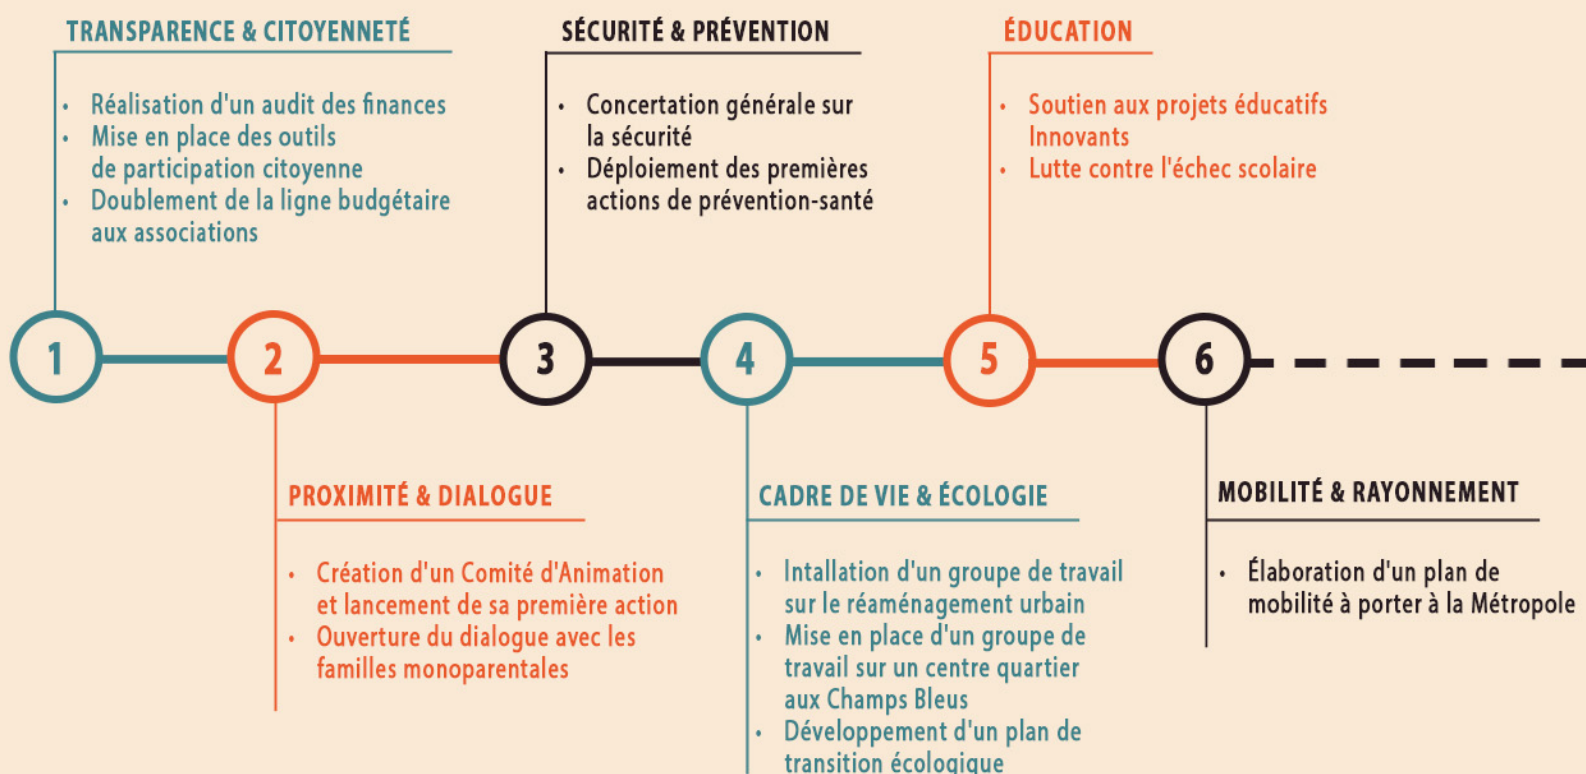 TRANSPARENCE & CITOYENNETÉ
• Réalisation d'un audit des finances
• Mise en place des outils
de participation citoyenne
• Doublement de la ligne budgétaire
aux associations
SÉCURITÉ & PRÉVENTION
• Concertation générale sur
la sécurité
• Déploiement des premières
actions de prévention-santé
ÉDUCATION
• Soutien aux projets éducatifs
Innovants
• Lutte contre l'échec scolaire
1
2
3
4
5
6
PROXIMITÉ & DIALOGUE
• Création d'un Comité d'Animation
et lancement de sa première action
• Ouverture du dialogue avec les
familles monoparentales
CADRE DE VIE & ÉCOLOGIE
• Intallation d'un groupe de travail
sur le réaménagement urbain
• Mise en place d'un groupe de
travail sur un centre quartier
aux Champs Bleus
• Développement d'un plan de
transition écologique
MOBILITÉ & RAYONNEMENT
• Élaboration d'un plan de
mobilité à porter à la Métropole